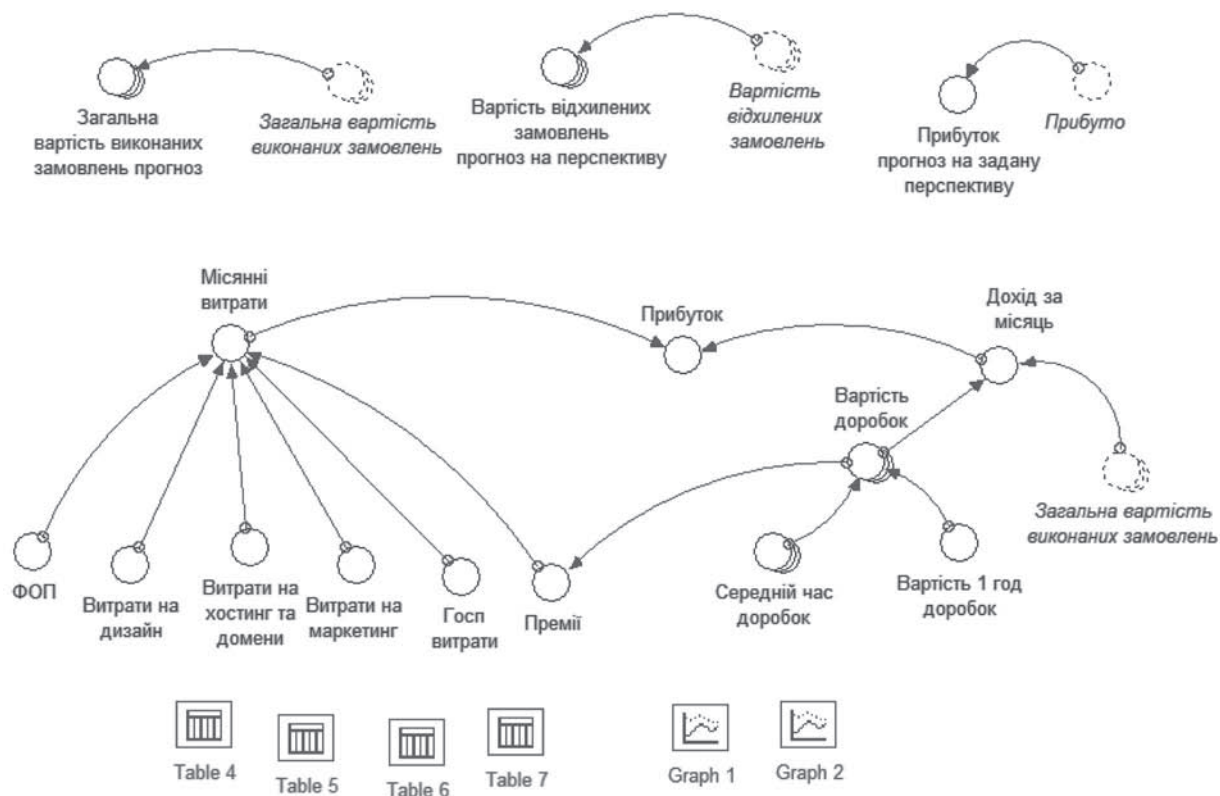 Загальна
вартість виконаних
замовлень прогноз
Загальна вартість
виконаних замовлень
Вартість відхилених
замовлень
прогноз на перспективу
Вартість
відхилених
замовлень
Прибуток
прогноз на задану
перспективу
Прибуто
Місянні
витрати
Прибуток
Дохід за
місяць
Вартість
доробок
Загальна вартість
виконаних замовлень
ФОП
Витрати на
дизайн
Витрати на
хостинг та
домени
Витрати на
маркетинг
Госп
витрати
Премії
Середній час
доробок
Вартість 1 год
доробок
Table 4
Table 5
Table 6
Table 7
Graph 1
Graph 2